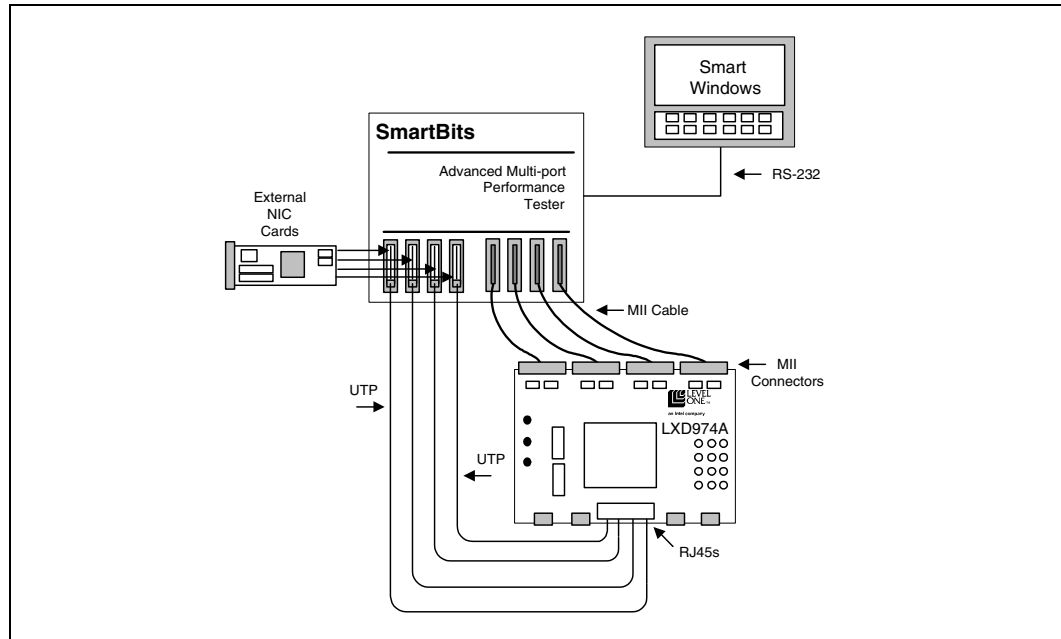 Smart
Windows
SmartBits
Advanced Multi-port
Performance
Tester
RS-232
External
NIC
Cards
MII Cable
MII
Connectors
UTP
LEVEL
ONE™
an Intel company
LXD974A
UTP
RJ45s